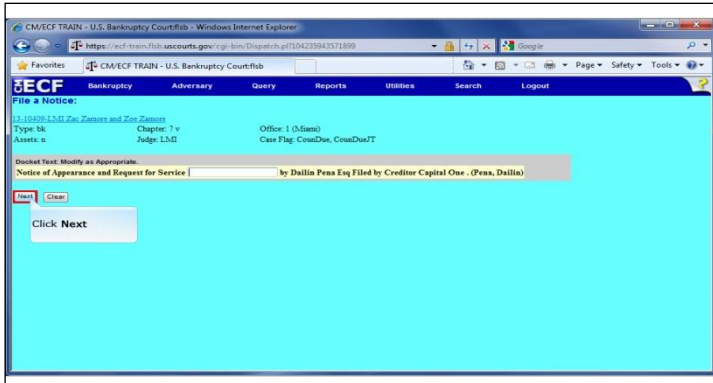 CM/ECF TRAIN - U.S. Bankruptcy Court:flsb - Windows Internet Explorer
https://ecf-train.flsb.uscourts.gov/cgi-bin/Dispatch.pl?104235943571899
Google
Favorites CM/ECF TRAIN - U.S. Bankruptcy Court:flsb Page Safety Tools
ECF Bankruptcy Adversary Query Reports Utilities Search Logout ?
File a Notice:
13-10409-LMI Zac Zamore and Zoe Zamore
Type: bk Chapter: 7 v Office: 1 (Miami)
Assets: n Judge: LMI Case Flag: CounDue, CounDueJT
Docket Text: Modify as Appropriate.
Notice of Appearance and Request for Service by Dailin Pena Esq Filed by Creditor Capital One . (Pena, Dailin)
Next Clear
Click Next